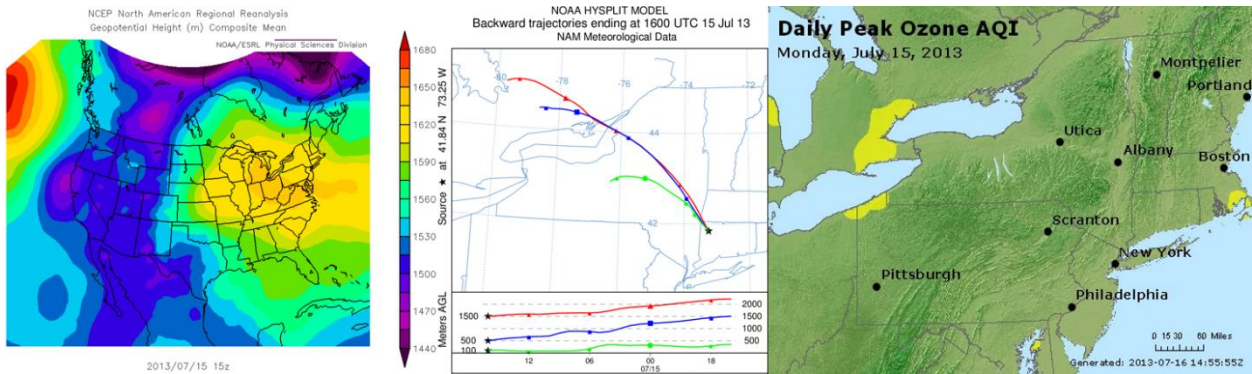 NCEP North American Regional Reanalysis
Geopotential Height (m) Composite Mean
NOAA/ESRL Physical Sciences Division
1680
1650
1620
1590
1560
1530
1500
1470
1440
2013/07/15 15z
NOAA HYSPLIT MODEL
Backward trajectories ending at 1600 UTC 15 Jul 13
NAM Meteorological Data
Source ★ at 41.84 N 73.25 W
-80
-78
-76
-74
-72
44
42
Meters AGL
1500
500
100
2000
1500
1000
500
12
06
00
18
07/15
Daily Peak Ozone AQI
Monday, July 15, 2013
Montpelier
Portland
Utica
Albany
Boston
Scranton
New York
Pittsburgh
Philadelphia
0 15 30 60 Miles
Generated: 2013-07-16 14:55:55Z